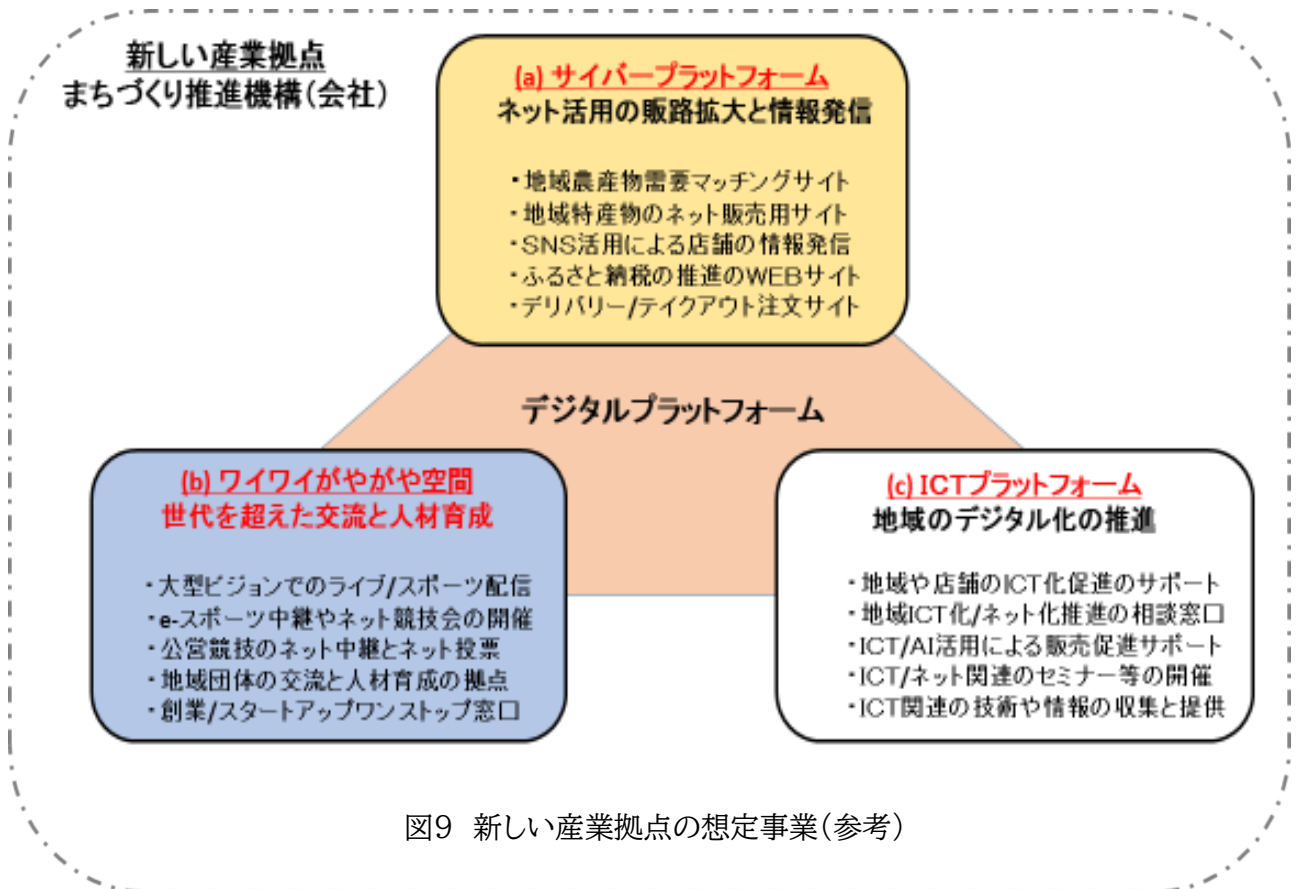 新しい産業拠点
まちづくり推進機構(会社)
(a) サイバープラットフォーム
ネット活用の販路拡大と情報発信
・地域農産物需要マッチングサイト
・地域特産物のネット販売用サイト
・SNS活用による店舗の情報発信
・ふるさと納税の推進のWEBサイト
・デリバリー/テイクアウト注文サイト
デジタルプラットフォーム
(b) ワイワイがやがや空間
世代を超えた交流と人材育成
・大型ビジョンでのライブ/スポーツ配信
・e-スポーツ中継やネット競技会の開催
・公営競技のネット中継とネット投票
・地域団体の交流と人材育成の拠点
・創業/スタートアップワンストップ窓口
(c) ICTプラットフォーム
地域のデジタル化の推進
・地域や店舗のICT化促進のサポート
・地域ICT化/ネット化推進の相談窓口
・ICT/AI活用による販売促進サポート
・ICT/ネット関連のセミナー等の開催
・ICT関連の技術や情報の収集と提供
図9 新しい産業拠点の想定事業(参考)